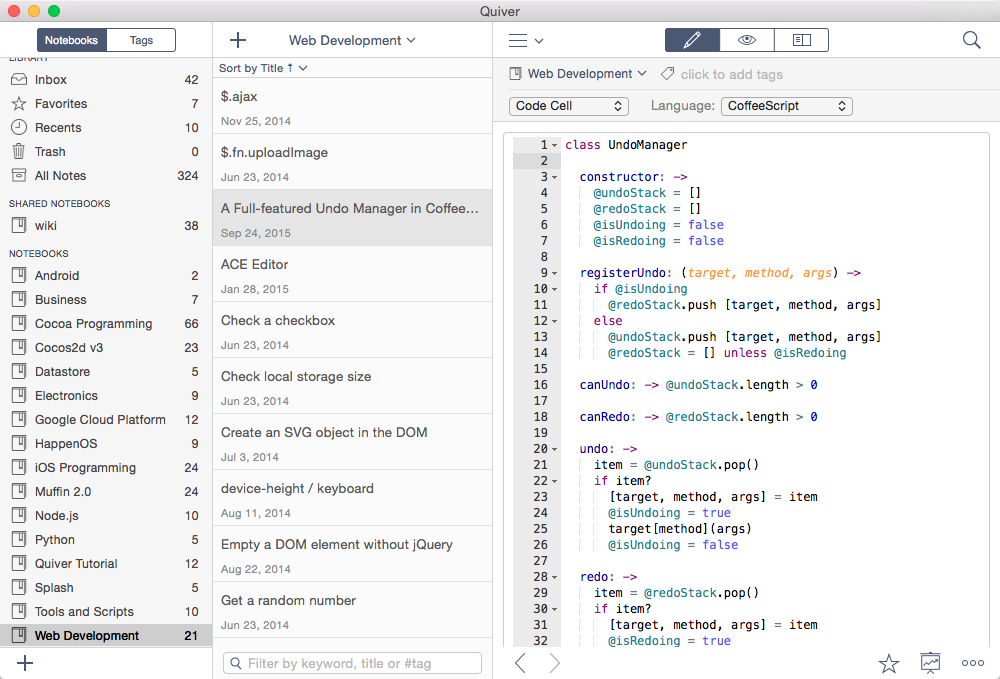 Quiver
Notebooks Tags
LIBRARY
Inbox 42
Favorites 7
Recents 10
Trash 0
All Notes 324
SHARED NOTEBOOKS
wiki 38
NOTEBOOKS
Android 2
Business 7
Cocoa Programming 66
Cocos2d v3 23
Datastore 5
Electronics 9
Google Cloud Platform 12
HappenOS 9
iOS Programming 24
Muffin 2.0 24
Node.js 10
Python 5
Quiver Tutorial 12
Splash 5
Tools and Scripts 10
Web Development 21
Web Development
Sort by Title ↑
$.ajax
Nov 25, 2014
$.fn.uploadImage
Jun 23, 2014
A Full-featured Undo Manager in Coffee...
Sep 24, 2015
ACE Editor
Jan 28, 2015
Check a checkbox
Jun 23, 2014
Check local storage size
Jun 23, 2014
Create an SVG object in the DOM
Jul 3, 2014
device-height / keyboard
Aug 11, 2014
Empty a DOM element without jQuery
Aug 22, 2014
Get a random number
Jun 23, 2014
Filter by keyword, title or #tag
Web Development click to add tags
Code Cell Language: CoffeeScript
1 class UndoManager
2
3 constructor: ->
4 @undoStack = []
5 @redoStack = []
6 @isUndoing = false
7 @isRedoing = false
8
9 registerUndo: (target, method, args) ->
10 if @isUndoing
11 @redoStack.push [target, method, args]
12 else
13 @undoStack.push [target, method, args]
14 @redoStack = [] unless @isRedoing
15
16 canUndo: -> @undoStack.length > 0
17
18 canRedo: -> @redoStack.length > 0
19
20 undo: ->
21 item = @undoStack.pop()
22 if item?
23 [target, method, args] = item
24 @isUndoing = true
25 target[method](args)
26 @isUndoing = false
27
28 redo: ->
29 item = @redoStack.pop()
30 if item?
31 [target, method, args] = item
32 @isRedoing = true